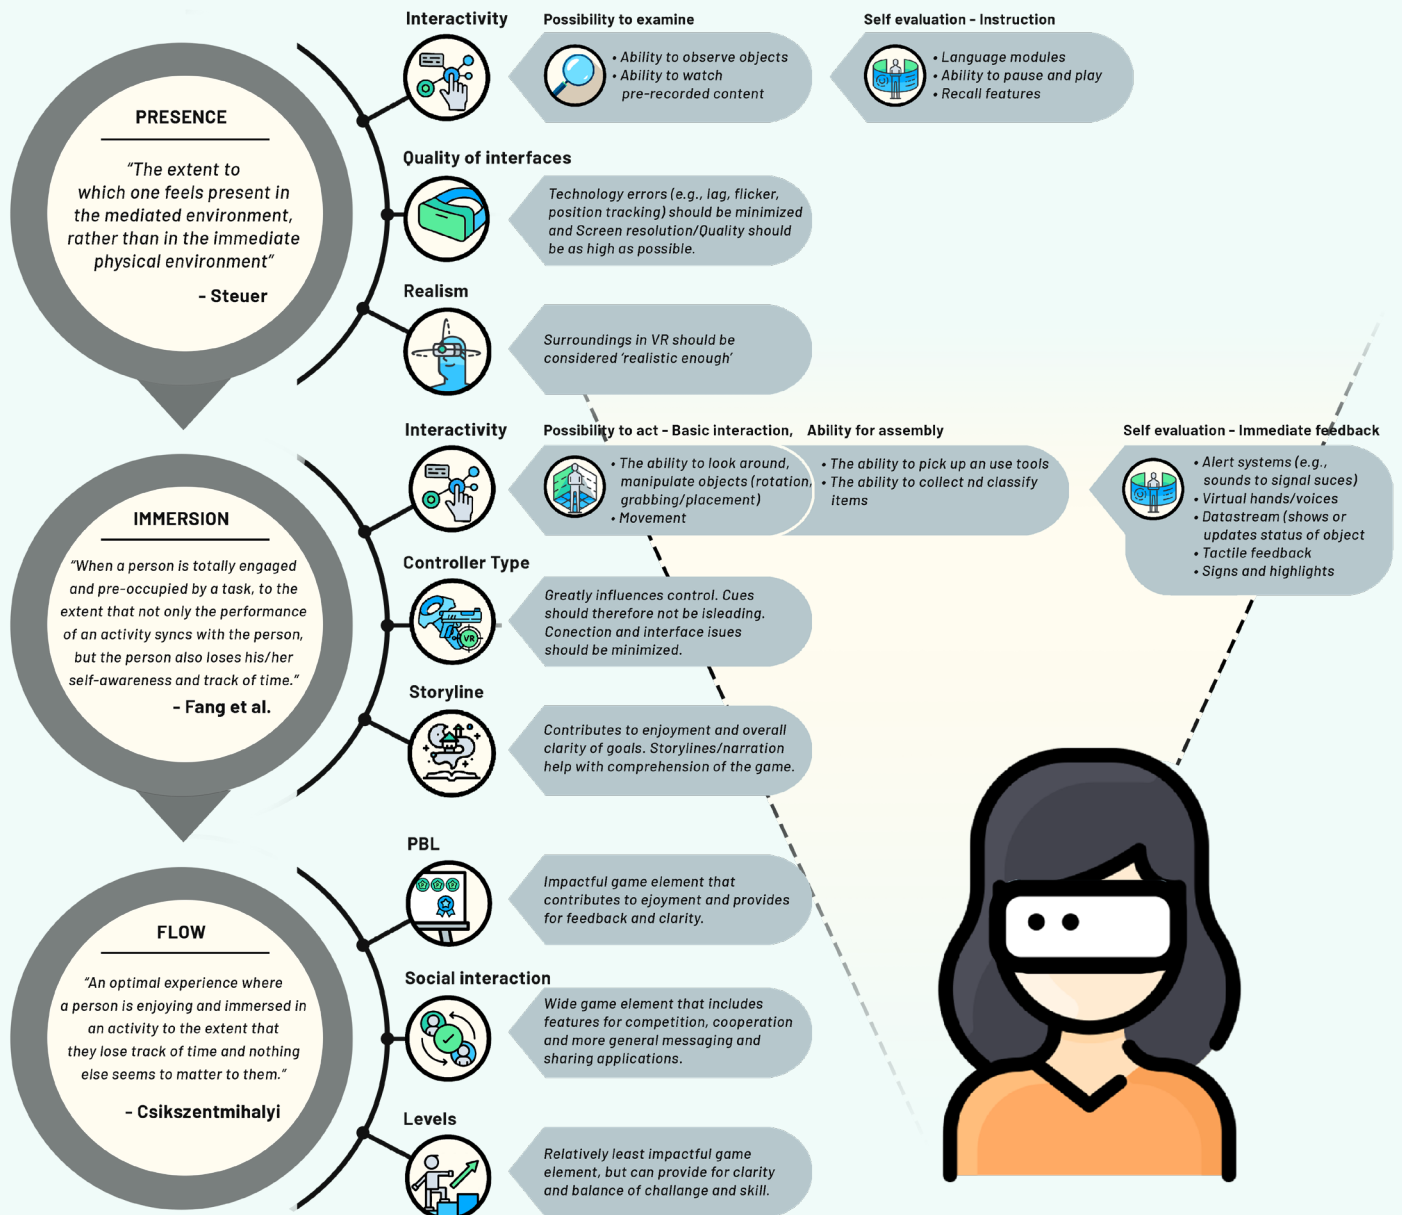 PRESENCE
“The extent to
which one feels present in
the mediated environment,
rather than in the immediate
physical environment”
- Steuer
Interactivity
Possibility to examine
• Ability to observe objects
• Ability to watch
pre-recorded content
Self evaluation - Instruction
• Language modules
• Ability to pause and play
• Recall features
Quality of interfaces
Technology errors (e.g., lag, flicker,
position tracking) should be minimized
and Screen resolution/Quality should
be as high as possible.
Realism
Surroundings in VR should be
considered ‘realistic enough’
IMMERSION
“When a person is totally engaged
and pre-occupied by a task, to the
extent that not only the performance
of an activity syncs with the person,
but the person also loses his/her
self-awareness and track of time.”
- Fang et al.
Interactivity
Possibility to act - Basic interaction,
• The ability to look around,
manipulate objects (rotation,
grabbing/placement)
• Movement
Ability for assembly
• The ability to pick up an use tools
• The ability to collect nd classify
items
Self evaluation - Immediate feedback
• Alert systems (e.g.,
sounds to signal suces)
• Virtual hands/voices
• Datastream (shows or
updates status of object
• Tactile feedback
• Signs and highlights
Controller Type
VR
Greatly influences control. Cues
should therefore not be isleading.
Conection and interface isues
should be minimized.
Storyline
Contributes to enjoyment and overall
clarity of goals. Storylines/narration
help with comprehension of the game.
FLOW
“An optimal experience where
a person is enjoying and immersed in
an activity to the extent that
they lose track of time and nothing
else seems to matter to them.”
- Csikszentmihalyi
PBL
Impactful game element that
contributes to ejoyment and provides
for feedback and clarity.
Social interaction
Wide game element that includes
features for competition, cooperation
and more general messaging and
sharing applications.
Levels
Relatively least impactful game
element, but can provide for clarity
and balance of challange and skill.